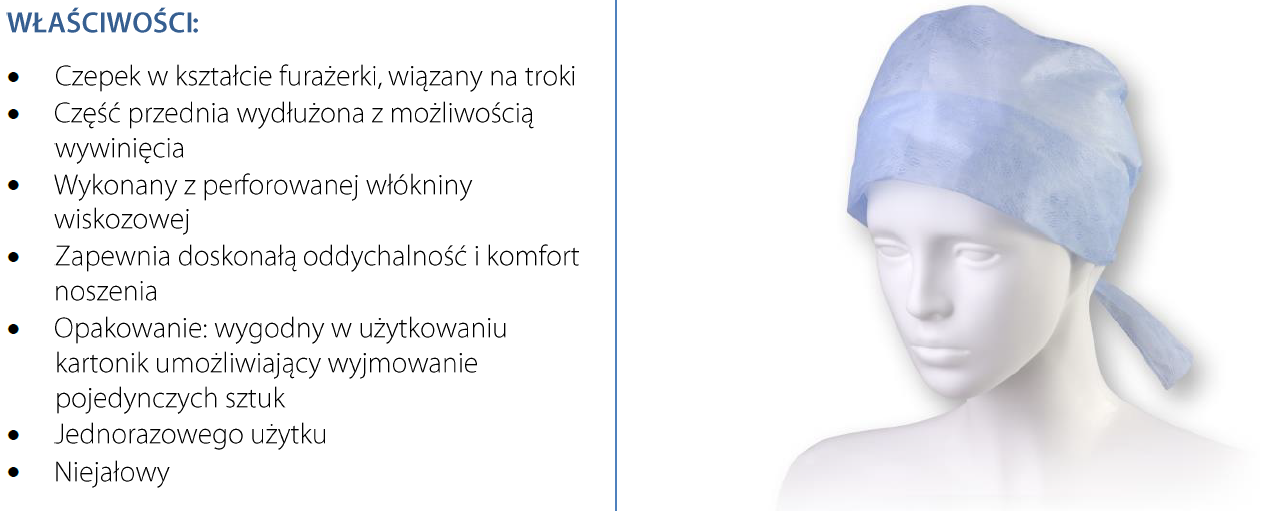 WŁAŚCIWOŚCI:
• Czepek w kształcie furażerki, wiązany na troki
• Część przednia wydłużona z możliwością
wywinięcia
• Wykonany z perforowanej włókniny
wiskozowej
• Zapewnia doskonałą oddychalność i komfort
noszenia
• Opakowanie: wygodny w użytkowaniu
kartonik umożliwiający wyjmowanie
pojedynczych sztuk
• Jednorazowego użytku
• Niejałowy